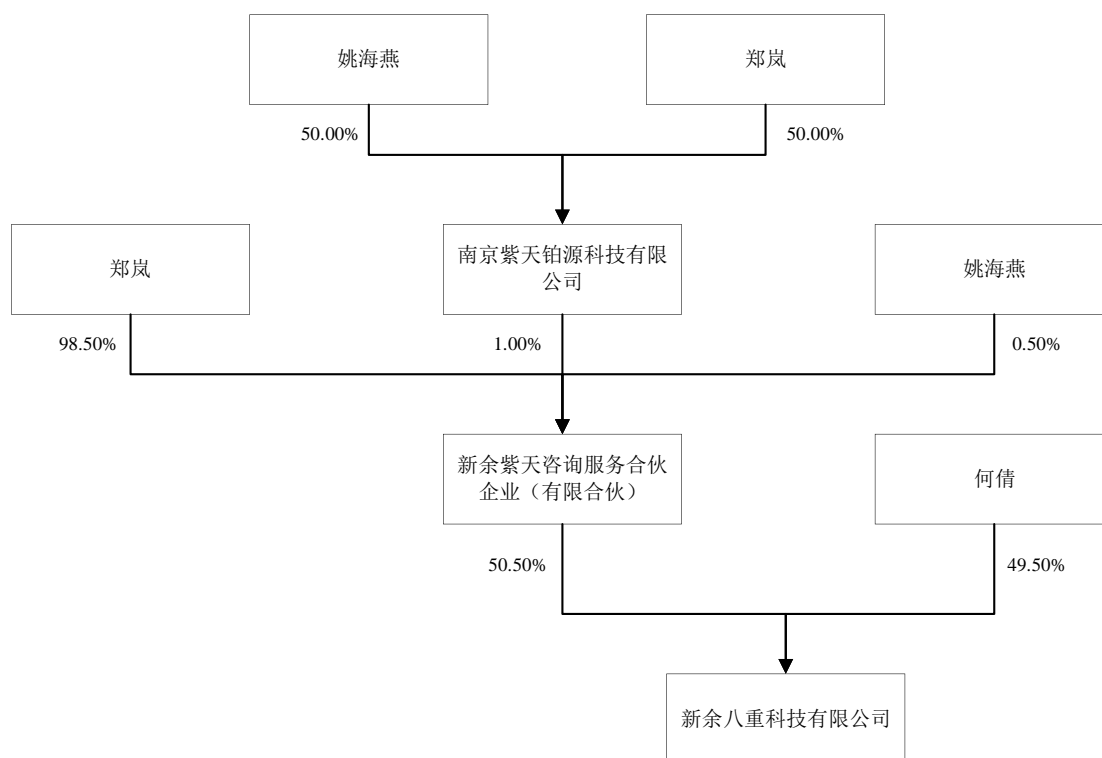 姚海燕
郑岚
50.00%
50.00%
郑岚
南京紫天铂源科技有限
公司
姚海燕
98.50%
1.00%
0.50%
新余紫天咨询服务合伙
企业（有限合伙）
何倩
50.50%
49.50%
新余八重科技有限公司